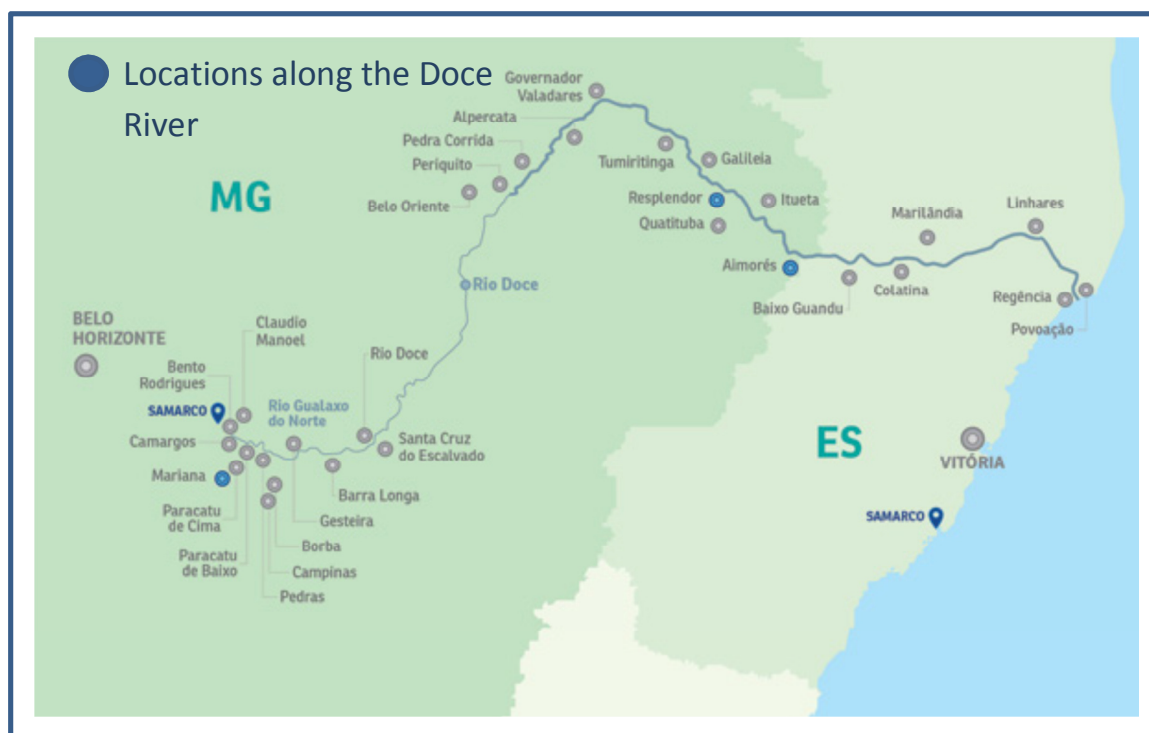 Locations along the Doce
River
Governador
Valadares
Alpercata
Pedra Corrida
Periquito
Belo Oriente
MG
Tumiritinga
Galileia
Resplendor
Itueta
Quatituba
Marilândia
Linhares
Aimorés
Baixo Guandu
Colatina
Regência
Povoação
Rio Doce
BELO
HORIZONTE
Claudio
Manoel
Bento
Rodrigues
Rio Doce
SAMARCO
Rio Gualaxo
do Norte
Camargos
Santa Cruz
do Escalvado
Mariana
Barra Longa
Paracatu
de Cima
Gesteira
Borba
Paracatu
de Baixo
Campinas
Pedras
ES
VITÓRIA
SAMARCO